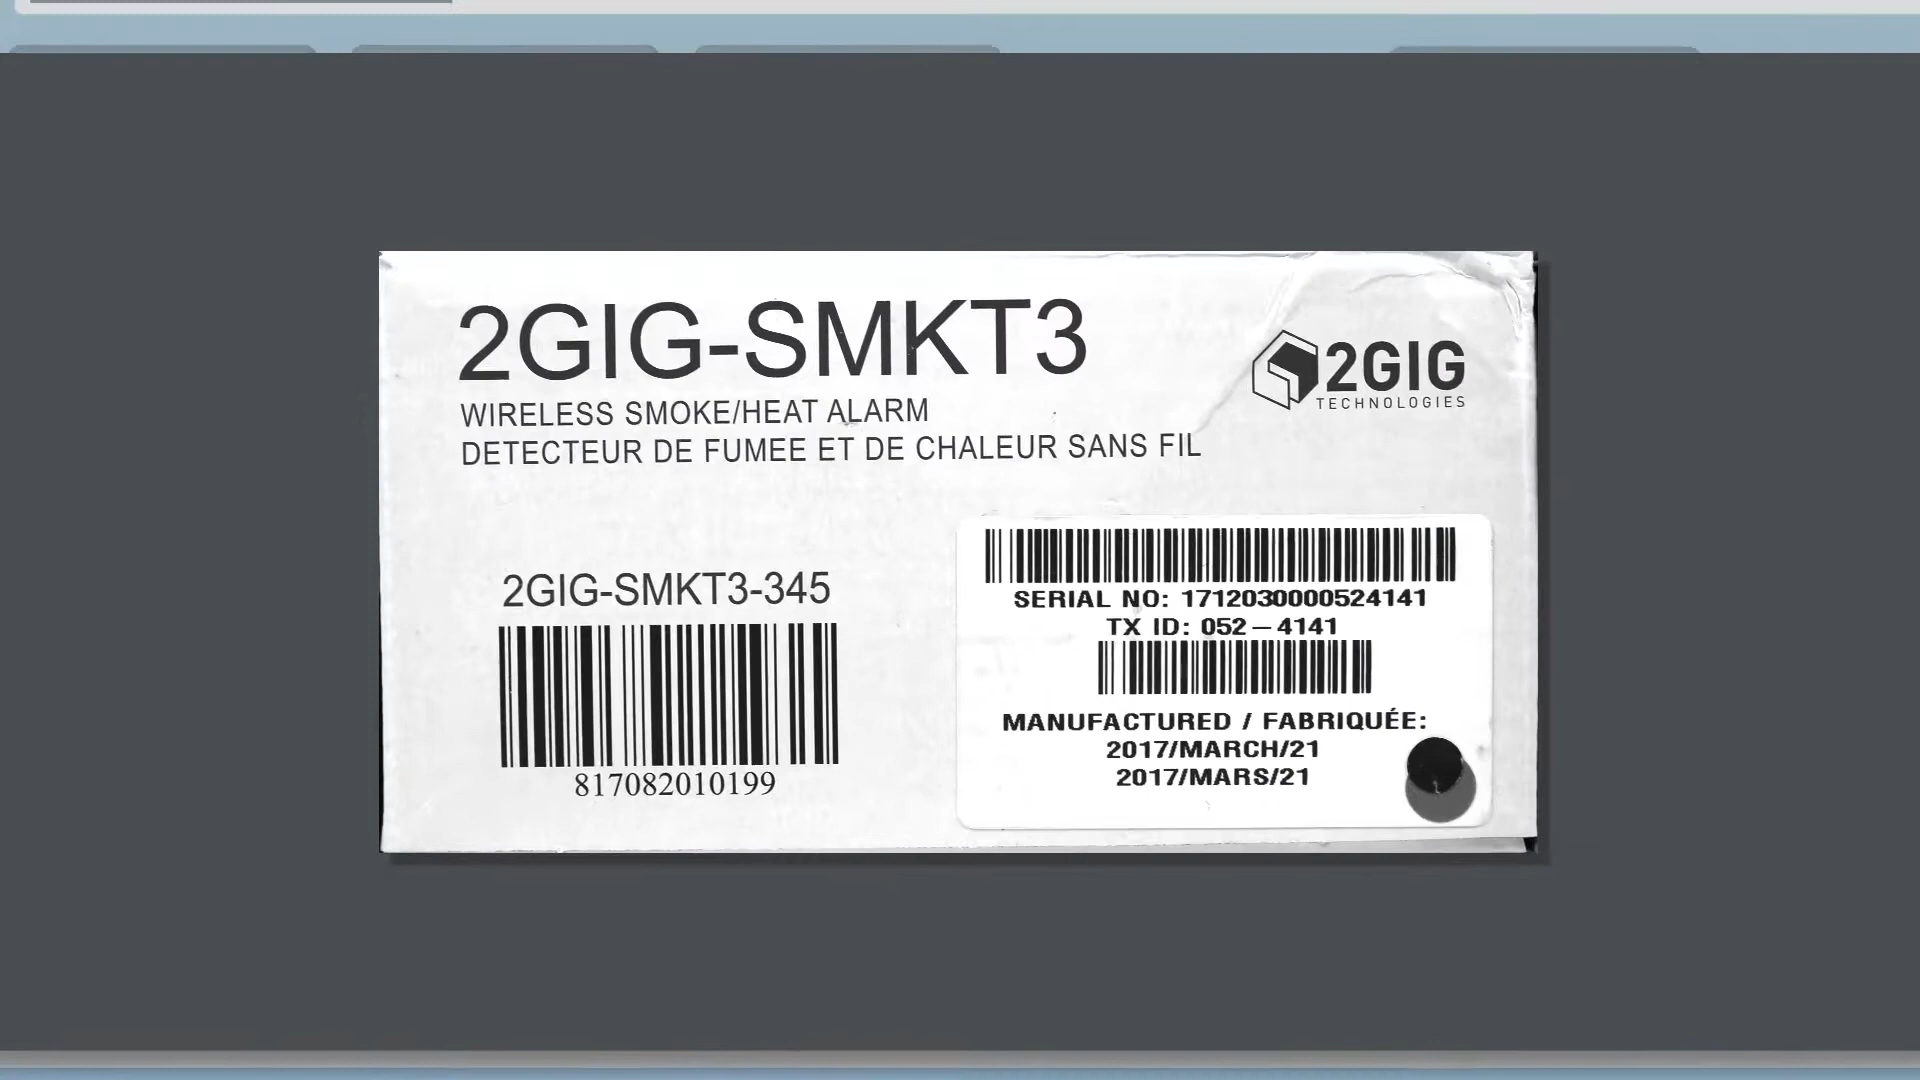 2GIG-SMKT3
WIRELESS SMOKE/HEAT ALARM
DETECTEUR DE FUMEE ET DE CHALEUR SANS FIL
2GIG
TECHNOLOGIES
2GIG-SMKT3-345
817082010199
SERIAL NO: 1712030000524141
TX ID: 052-4141
MANUFACTURED / FABRIQUÉE:
2017/MARCH/21
2017/MARS/21